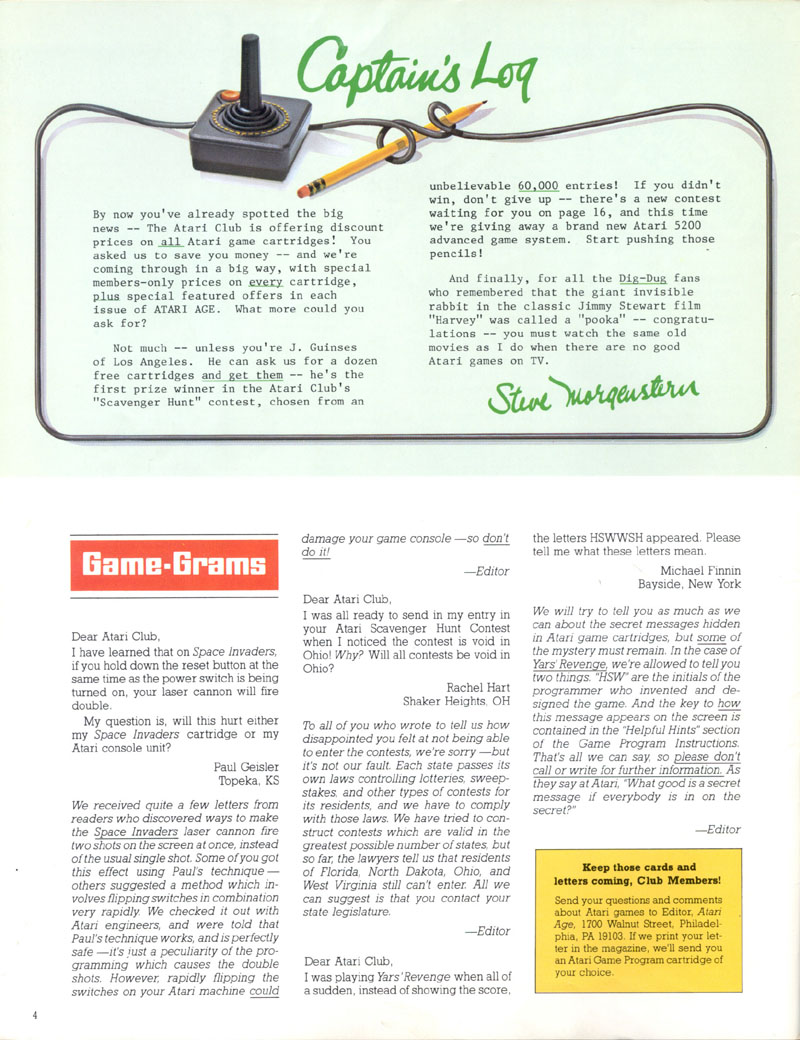 Captain's Log
By now you've already spotted the big
news -- The Atari Club is offering discount
prices on all Atari game cartridges! You
asked us to save you money -- and we're
coming through in a big way, with special
members-only prices on every cartridge,
plus special featured offers in each
issue of ATARI AGE. What more could you
ask for?
Not much -- unless you're J. Guinses
of Los Angeles. He can ask us for a dozen
free cartridges and get them -- he's the
first prize winner in the Atari Club's
"Scavenger Hunt" contest, chosen from an
unbelievable 60,000 entries! If you didn't
win, don't give up -- there's a new contest
waiting for you on page 16, and this time
we're giving away a brand new Atari 5200
advanced game system. Start pushing those
pencils!
And finally, for all the Dig-Dug fans
who remembered that the giant invisible
rabbit in the classic Jimmy Stewart film
"Harvey" was called a "pooka" -- congratu-
lations -- you must watch the same old
movies as I do when there are no good
Atari games on TV.
Steve Morgenstern
Game-Grams
Dear Atari Club,
I have learned that on Space Invaders,
if you hold down the reset button at the
same time as the power switch is being
turned on, your laser cannon will fire
double.
My question is, will this hurt either
my Space Invaders cartridge or my
Atari console unit?
Paul Geisler
Topeka, KS
We received quite a few letters from
readers who discovered ways to make
the Space Invaders laser cannon fire
two shots on the screen at once, instead
of the usual single shot. Some of you got
this effect using Paul's technique —
others suggested a method which in-
volves flipping switches in combination
very rapidly. We checked it out with
Atari engineers, and were told that
Paul's technique works, and is perfectly
safe —it's just a peculiarity of the pro-
gramming which causes the double
shots. However, rapidly flipping the
switches on your Atari machine could
damage your game console —so don't
do it!
—Editor
Dear Atari Club,
I was all ready to send in my entry in
your Atari Scavenger Hunt Contest
when I noticed the contest is void in
Ohio! Why? Will all contests be void in
Ohio?
Rachel Hart
Shaker Heights, OH
To all of you who wrote to tell us how
disappointed you felt at not being able
to enter the contests, we're sorry —but
it's not our fault. Each state passes its
own laws controlling lotteries, sweep-
stakes, and other types of contests for
its residents, and we have to comply
with those laws. We have tried to con-
struct contests which are valid in the
greatest possible number of states, but
so far, the lawyers tell us that residents
of Florida, North Dakota, Ohio, and
West Virginia still can't enter. All we
can suggest is that you contact your
state legislature.
—Editor
Dear Atari Club,
I was playing Yars' Revenge when all of
a sudden, instead of showing the score,
the letters HSWWSH appeared. Please
tell me what these letters mean.
Michael Finnin
Bayside, New York
We will try to tell you as much as we
can about the secret messages hidden
in Atari game cartridges, but some of
the mystery must remain. In the case of
Yars' Revenge, we're allowed to tell you
two things. "HSW" are the initials of the
programmer who invented and de-
signed the game. And the key to how
this message appears on the screen is
contained in the "Helpful Hints" section
of the Game Program Instructions.
That's all we can say, so please don't
call or write for further information. As
they say at Atari, "What good is a secret
message if everybody is in on the
secret?"
—Editor
Keep those cards and
letters coming, Club Members!
Send your questions and comments
about Atari games to Editor, Atari
Age, 1700 Walnut Street, Philadel-
phia, PA 19103. If we print your let-
ter in the magazine, we'll send you
an Atari Game Program cartridge of
your choice.
4